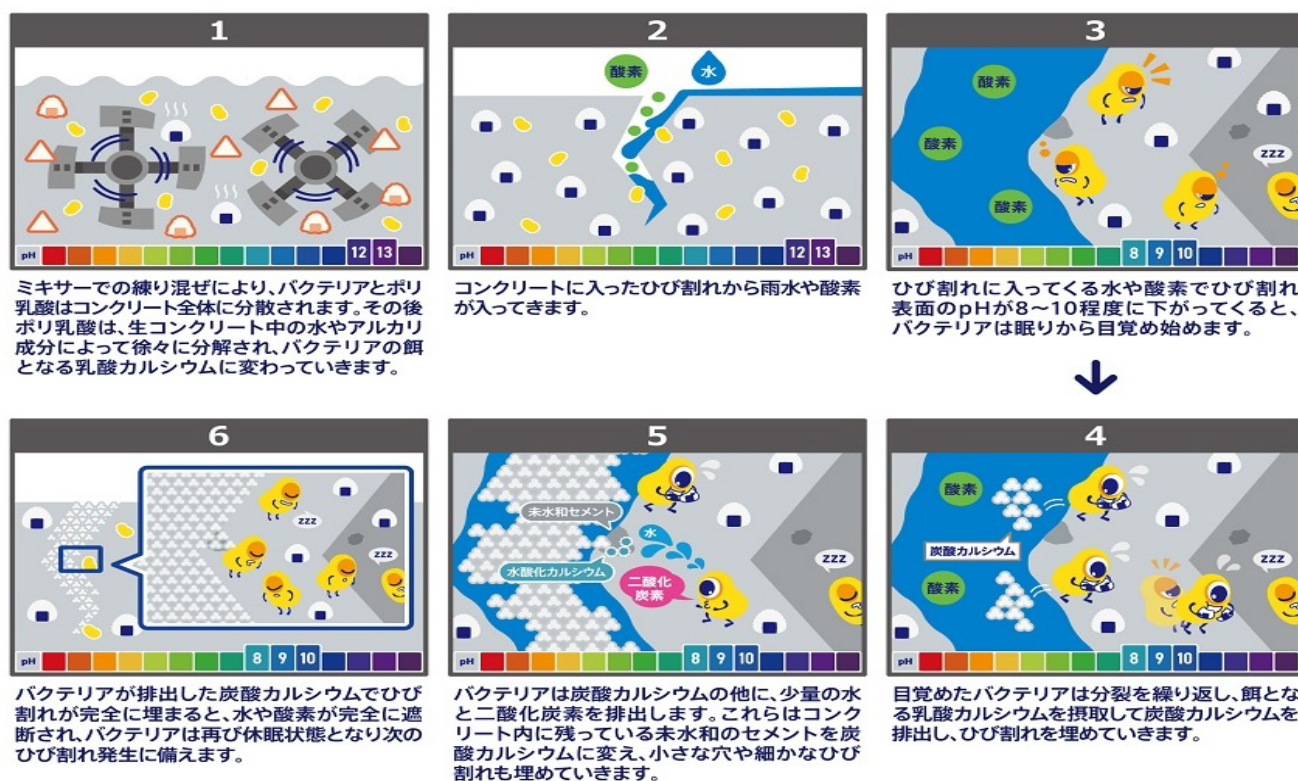 1
pH 12 13
ミキサーでの練り混ぜにより、バクテリアとポリ
乳酸はコンクリート全体に分散されます。その後
ポリ乳酸は、生コンクリート中の水やアルカリ
成分によって徐々に分解され、バクテリアの餌
となる乳酸カルシウムに変わっていきます。
2
酸素
水
pH 12 13
コンクリートに入ったひび割れから雨水や酸素
が入ってきます。
3
酸素
酸素
酸素
zzz
pH 8 9 10
ひび割れに入ってくる水や酸素でひび割れ
表面のpHが8〜10程度に下がってくると、
バクテリアは眠りから目覚め始めます。
4
酸素
炭酸カルシウム
酸素
zzz
pH 8 9 10
目覚めたバクテリアは分裂を繰り返し、餌とな
る乳酸カルシウムを摂取して炭酸カルシウムを
排出し、ひび割れを埋めていきます。
5
未水和セメント
水
水酸化カルシウム
二酸化
炭素
zzz
pH 8 9 10
バクテリアは炭酸カルシウムの他に、少量の水
と二酸化炭素を排出します。これらはコンク
リート内に残っている未水和のセメントを炭
酸カルシウムに変え、小さな穴や細かなひび
割れも埋めていきます。
6
zzz
zzz
pH 8 9 10
バクテリアが排出した炭酸カルシウムでひび
割れが完全に埋まると、水や酸素が完全に遮
断され、バクテリアは再び休眠状態となり次の
ひび割れ発生に備えます。